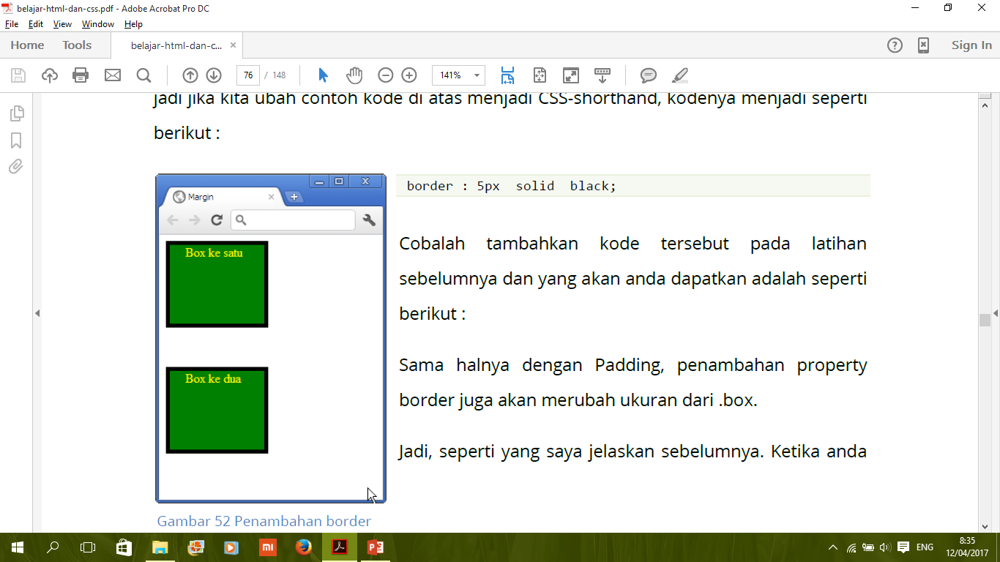 belajar-html-dan-css.pdf - Adobe Acrobat Pro DC
File Edit View Window Help
Home Tools belajar-html-dan-c... Sign In
76 / 148 141%
jadi jika kita ubah contoh kode di atas menjadi CSS-shorthand, kodenya menjadi seperti
berikut :
Margin
Box ke satu
Box ke dua
Gambar 52 Penambahan border
border : 5px solid black;
Cobalah tambahkan kode tersebut pada latihan
sebelumnya dan yang akan anda dapatkan adalah seperti
berikut :
Sama halnya dengan Padding, penambahan property
border juga akan merubah ukuran dari .box.
Jadi, seperti yang saya jelaskan sebelumnya. Ketika anda
mi
ENG
8:35
12/04/2017